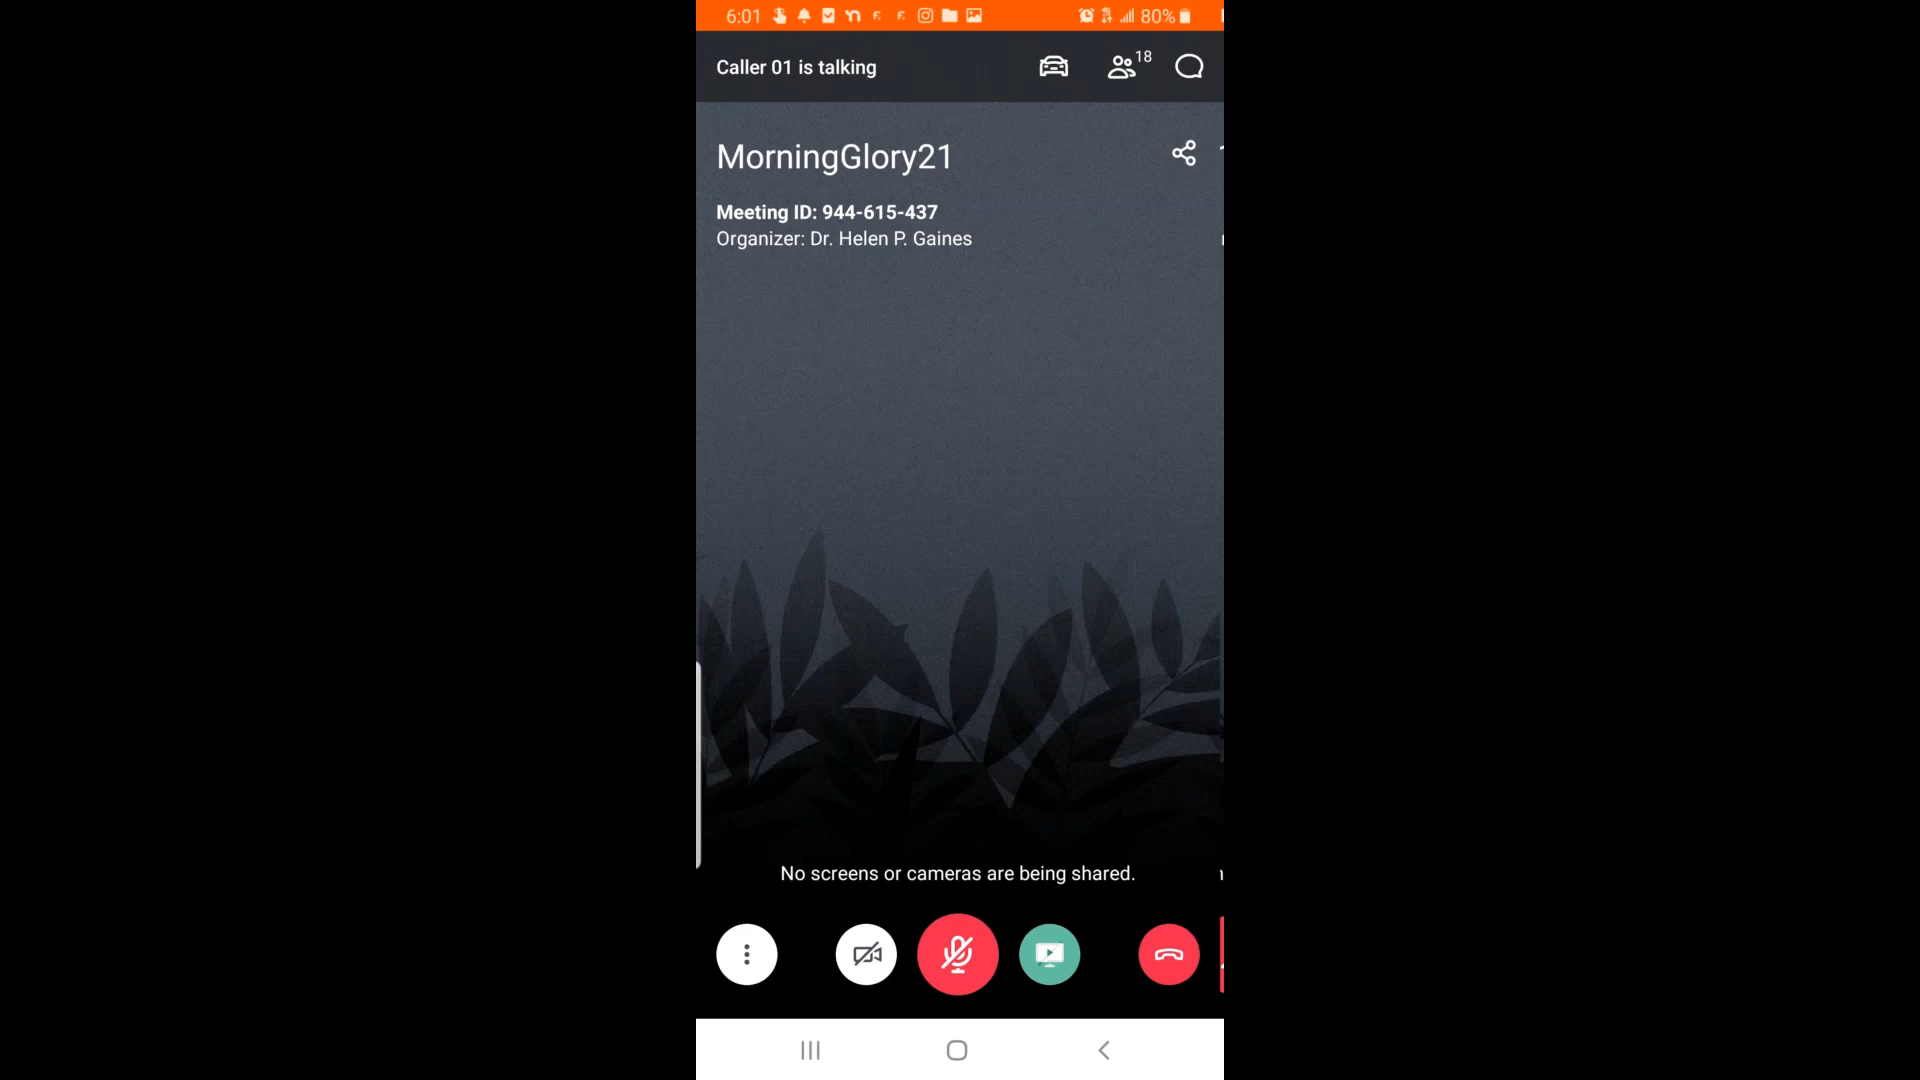 6:01
80%
Caller 01 is talking
18
MorningGlory21
Meeting ID: 944-615-437
Organizer: Dr. Helen P. Gaines
No screens or cameras are being shared.